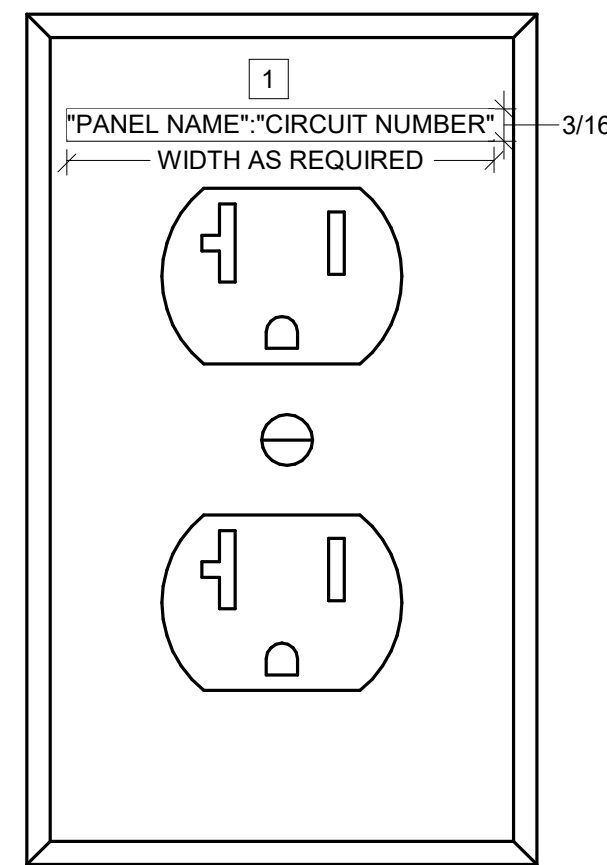 1
"PANEL NAME":"CIRCUIT NUMBER"
3/16
WIDTH AS REQUIRED